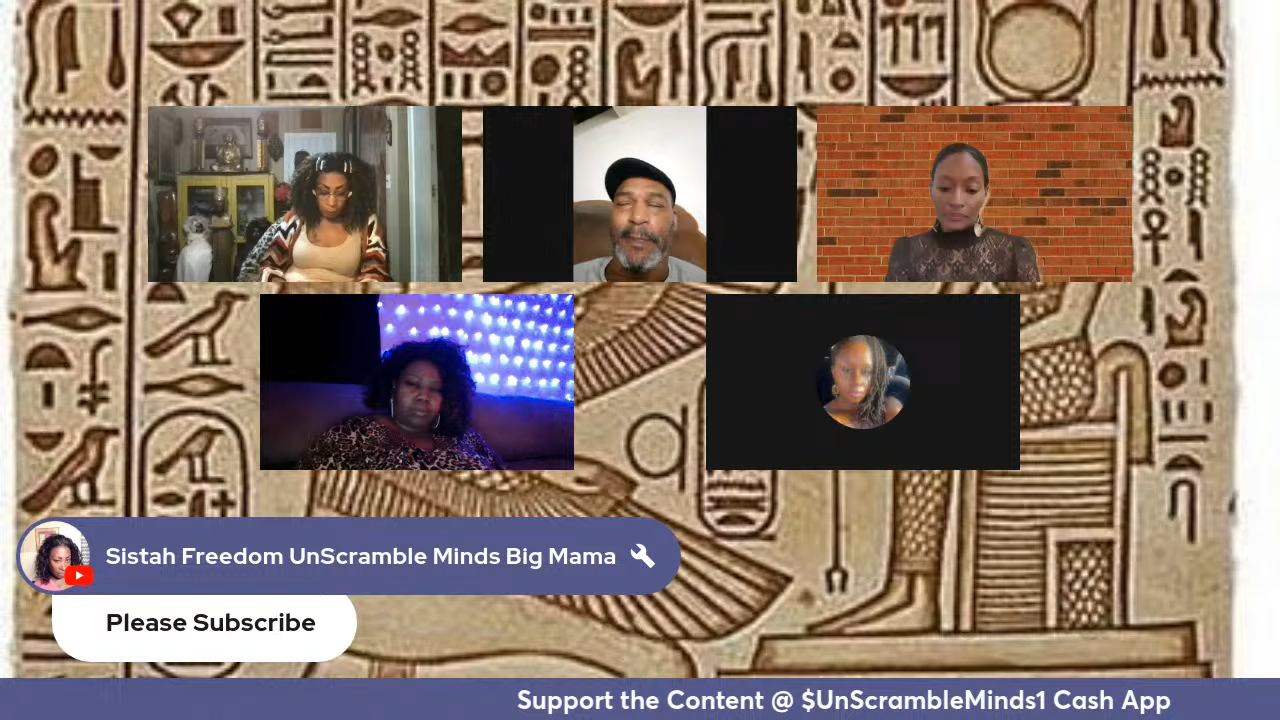 Sistah Freedom UnScramble Minds Big Mama
Please Subscribe
Support the Content @ $UnScrambleMinds1 Cash App